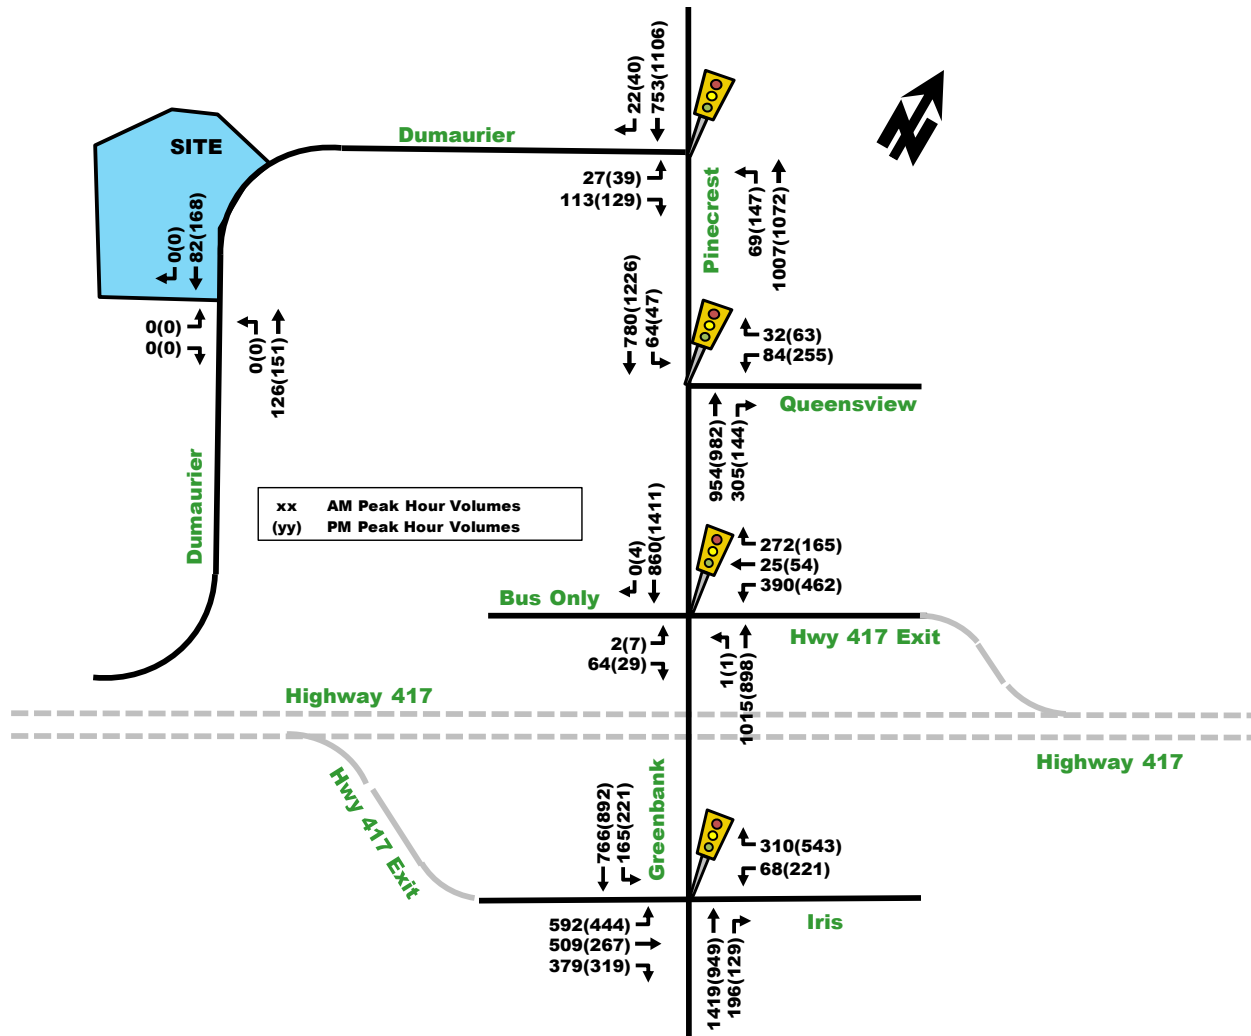 22(40)
753(1106)
Dumaurier
SITE
27(39)
113(129)
Pinecrest
69(147)
1007(1072)
0(0)
82(168)
0(0)
0(0)
0(0)
126(151)
780(1226)
64(47)
32(63)
84(255)
Queensview
954(982)
305(144)
Dumaurier
xx AM Peak Hour Volumes
(yy) PM Peak Hour Volumes
0(4)
860(1411)
272(165)
25(54)
390(462)
Bus Only
Hwy 417 Exit
2(7)
64(29)
1(1)
1015(898)
Highway 417
Highway 417
Hwy 417 Exit
766(892)
165(221)
Greenbank
310(543)
68(221)
Iris
592(444)
509(267)
379(319)
1419(949)
196(129)
N